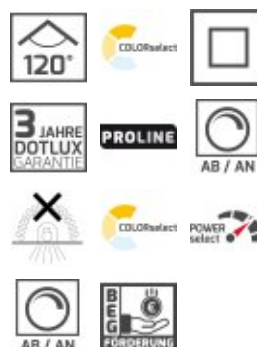 120°
COLORselect
3 JAHRE
DOTLUX
GARANTIE
PROLINE
AB / AN
COLORselect
POWER
select
AB / AN
BEG
FÖRDERUNG